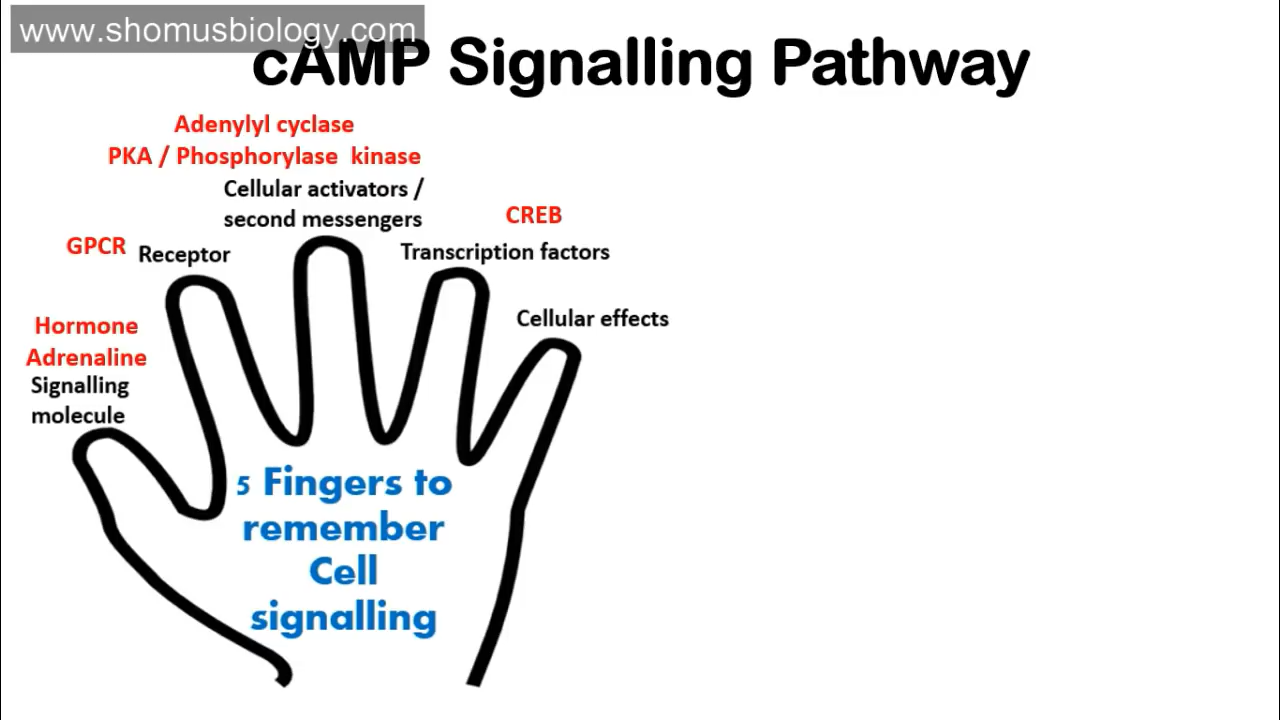 www.shomusbiology.com
cAMP Signalling Pathway
Adenylyl cyclase
PKA / Phosphorylase kinase
Cellular activators /
second messengers
CREB
Transcription factors
GPCR
Receptor
Cellular effects
Hormone
Adrenaline
Signalling
molecule
5 Fingers to
remember
Cell
signalling